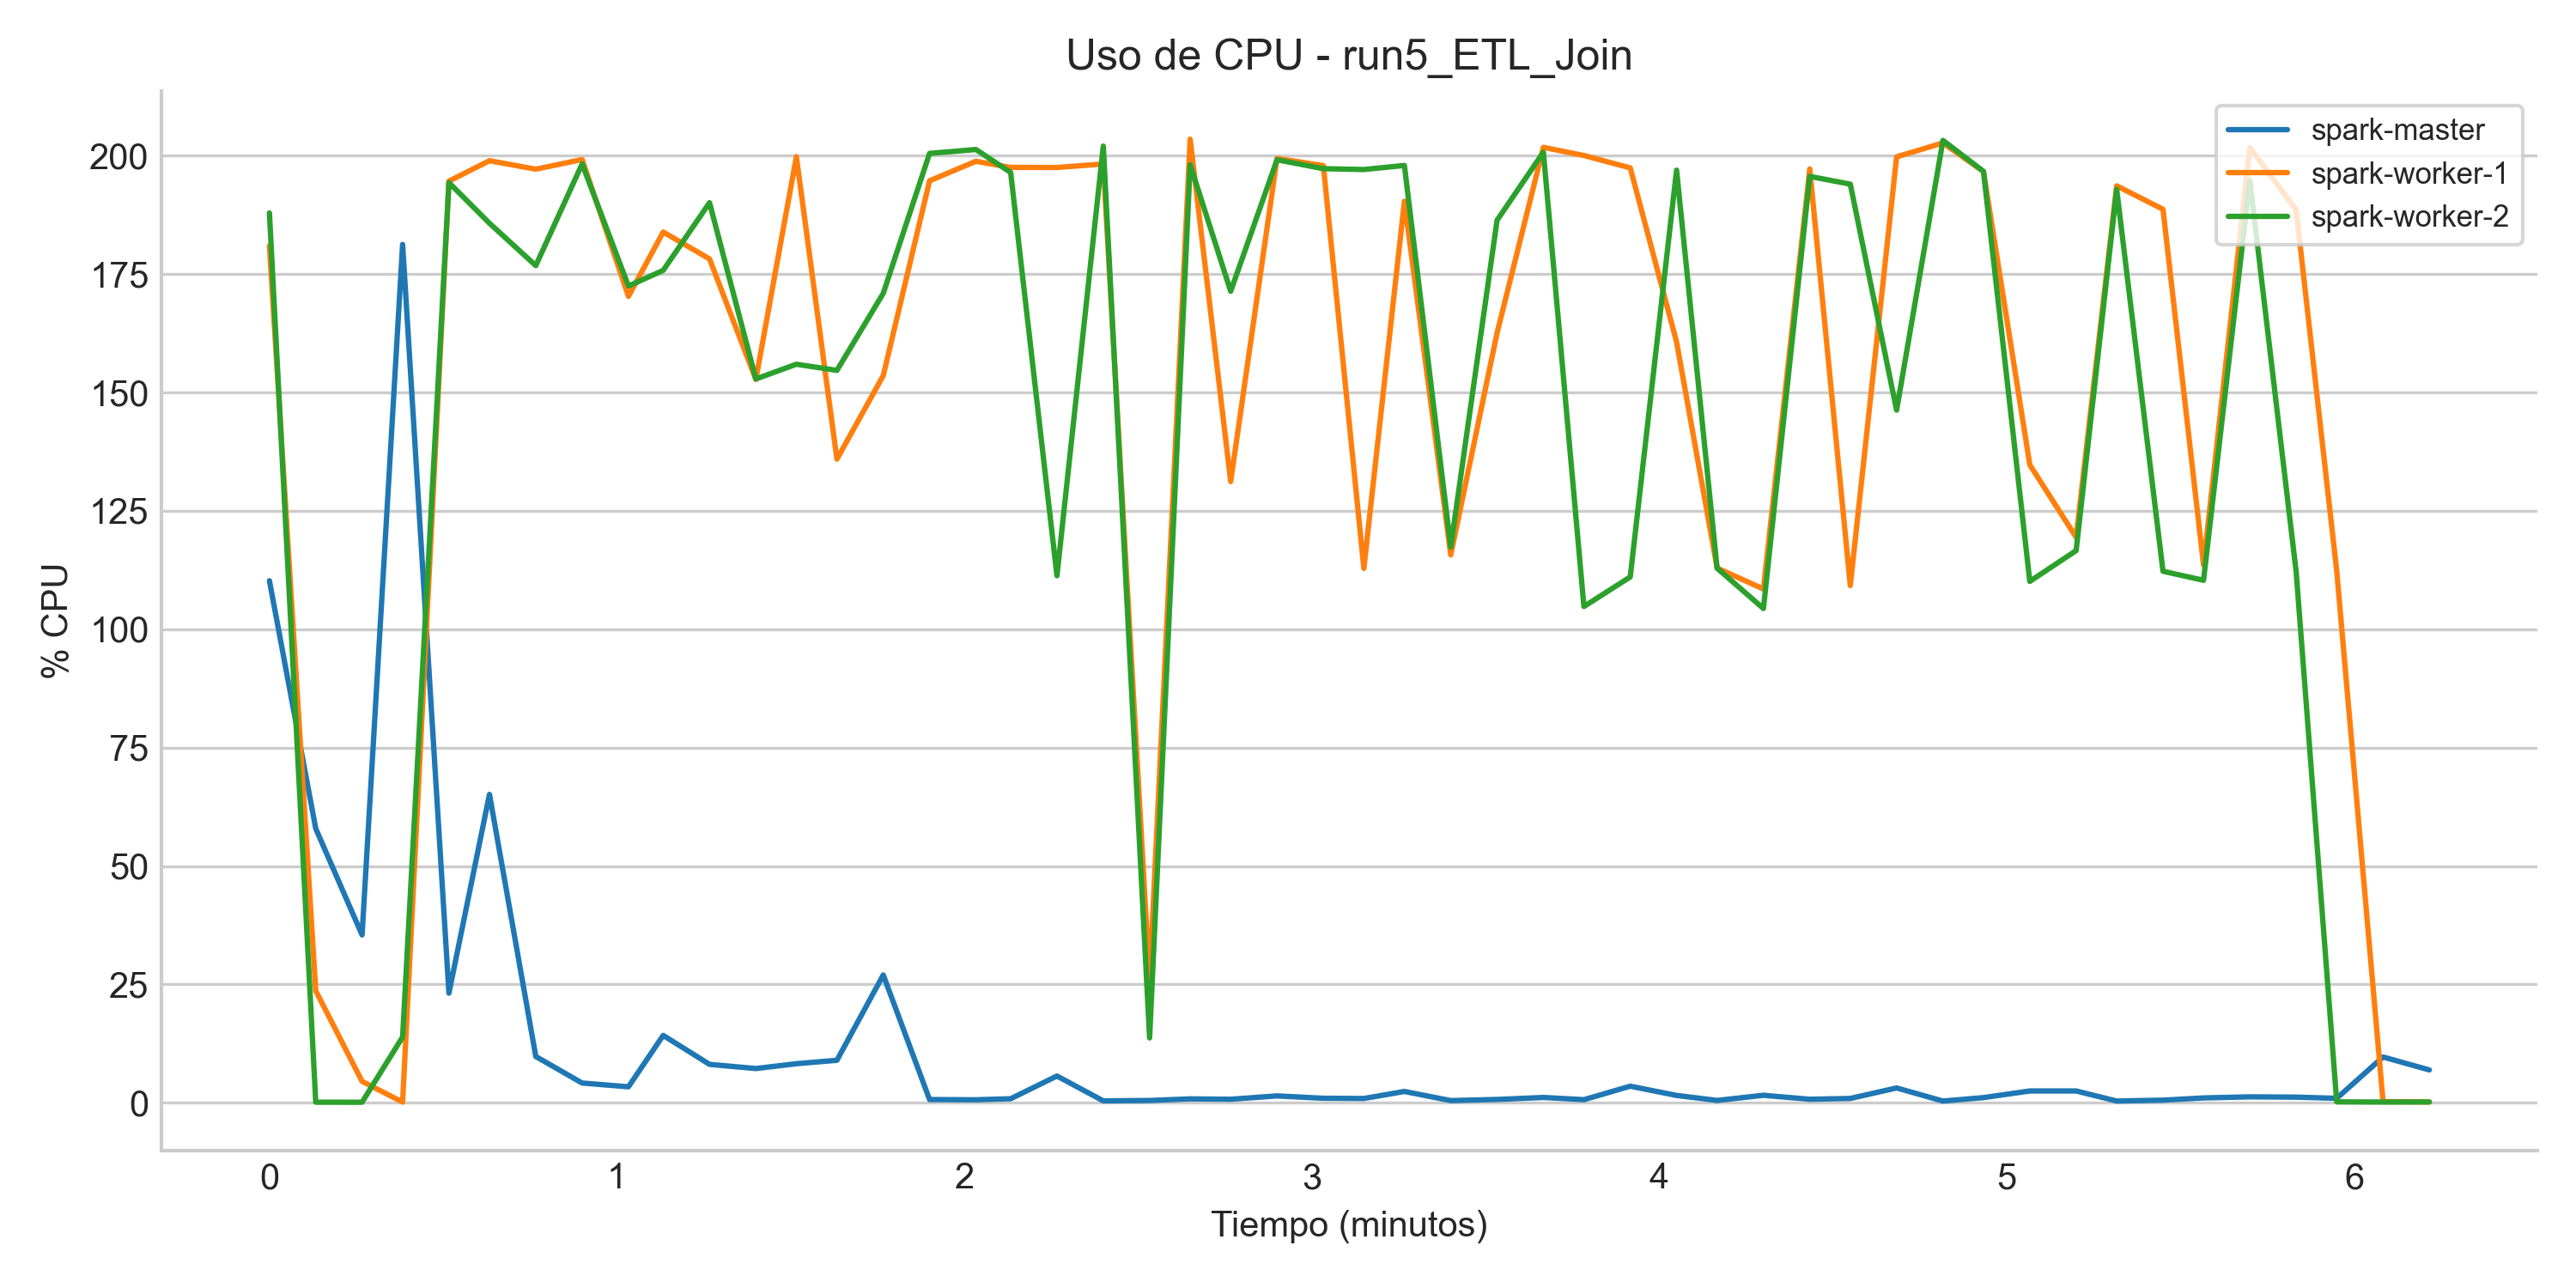 Uso de CPU - run5_ETL_Join
spark-master
spark-worker-1
spark-worker-2
200
175
150
125
100
75
50
25
0
% CPU
0 1 2 3 4 5 6
Tiempo (minutos)